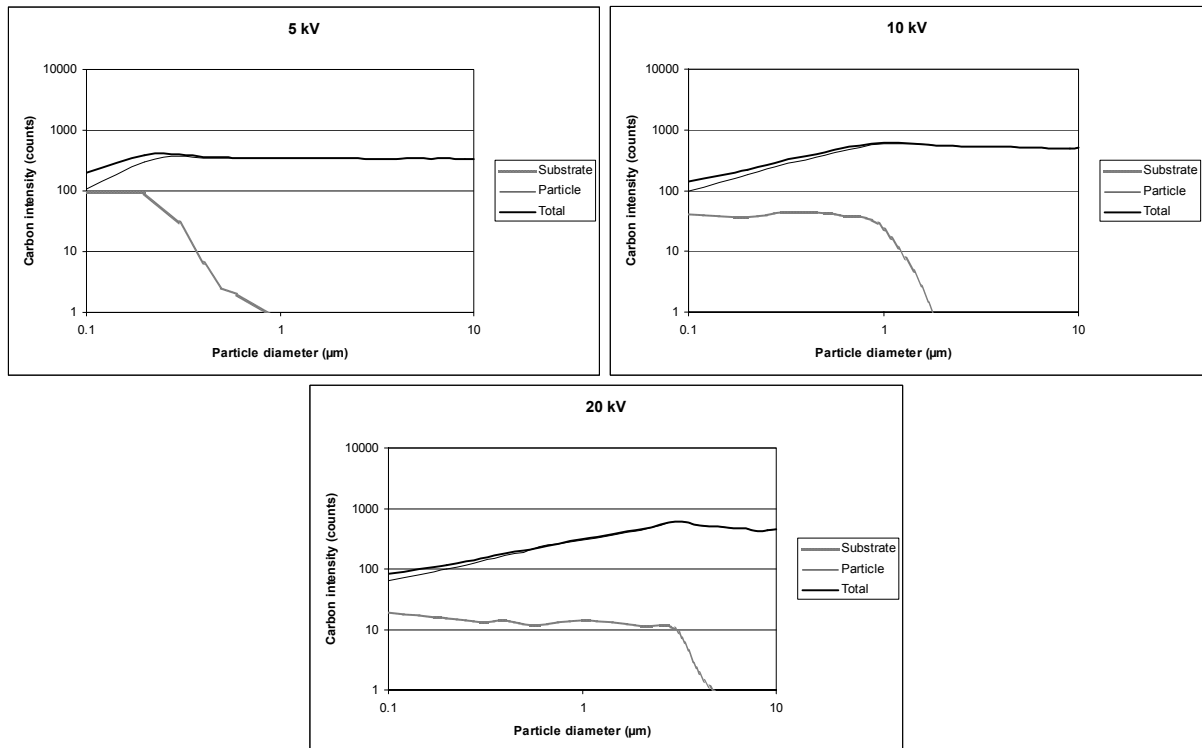 5 kV
10000
1000
100
10
1
0.1
1
10
Carbon intensity (counts)
Particle diameter (µm)
Substrate
Particle
Total
10 kV
10000
1000
100
10
1
0.1
1
10
Carbon intensity (counts)
Particle diameter (µm)
Substrate
Particle
Total
20 kV
10000
1000
100
10
1
0.1
1
10
Carbon intensity (counts)
Particle diameter (µm)
Substrate
Particle
Total